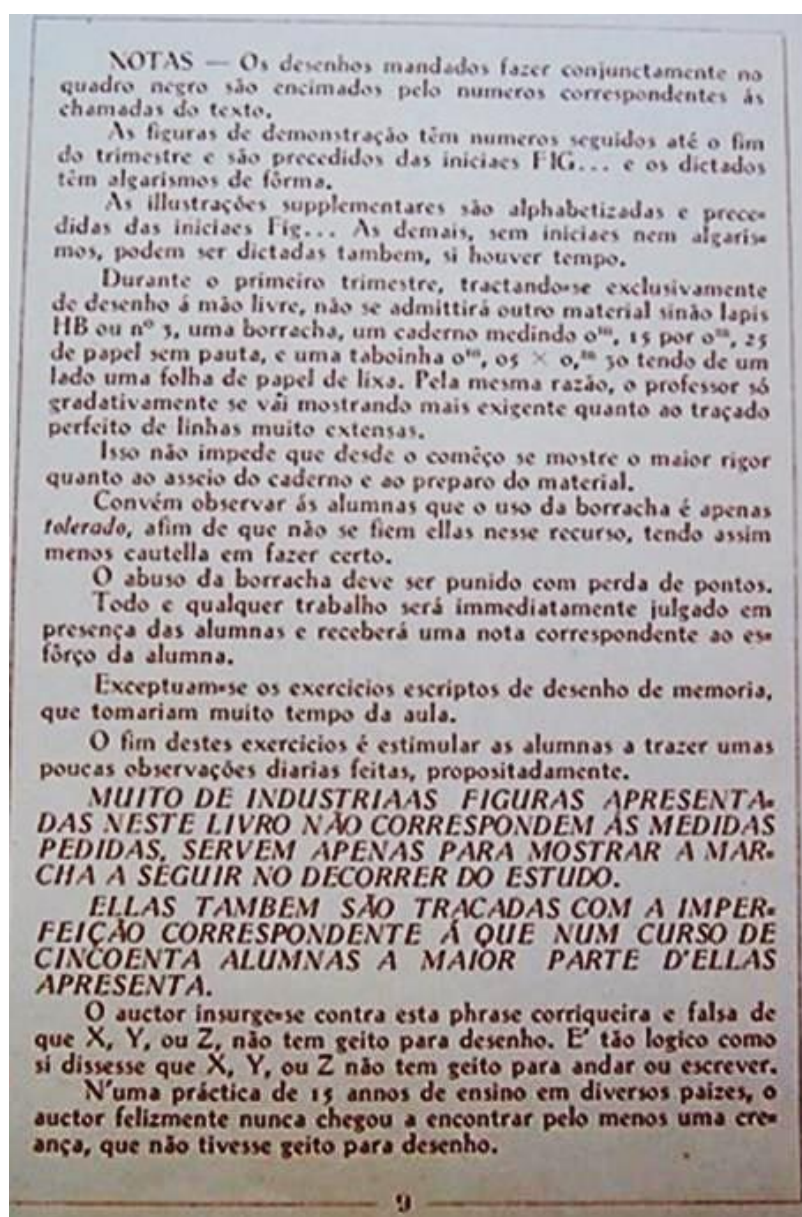 NOTAS — Os desenhos mandados fazer conjunctamente no
quadro negro são encimados pelo numeros correspondentes ás
chamadas do texto.
As figuras de demonstração têm numeros seguidos até o fim
do trimestre e são precedidos das iniciaes FIG... e os dictados
têm algarismos de fôrma.
As illustrações supplementares são alphabetizadas e prece-
didas das iniciaes Fig... As demais, sem iniciaes nem algaris-
mos, podem ser dictadas tambem, si houver tempo.
Durante o primeiro trimestre, tractando-se exclusivamente
de desenho á mão livre, não se admittirá outro material sinão lapis
HB ou nº 3, uma borracha, um caderno medindo 0ᵐ, 15 por 0ᵐ, 25
de papel sem pauta, e uma taboinha 0ᵐ, 05 × 0,ᵐ 30 tendo de um
lado uma folha de papel de lixa. Pela mesma razão, o professor só
gradativamente se vai mostrando mais exigente quanto ao traçado
perfeito de linhas muito extensas.
Isso não impede que desde o comêço se mostre o maior rigor
quanto ao asseio do caderno e ao preparo do material.
Convém observar ás alumnas que o uso da borracha é apenas
tolerado, afim de que não se fiem ellas nesse recurso, tendo assim
menos cautella em fazer certo.
O abuso da borracha deve ser punido com perda de pontos.
Todo e qualquer trabalho será immediatamente julgado em
presença das alumnas e receberá uma nota correspondente ao es-
fôrço da alumna.
Exceptuam-se os exercicios escriptos de desenho de memoria,
que tomariam muito tempo da aula.
O fim destes exercicios é estimular as alumnas a trazer umas
poucas observações diarias feitas, propositadamente.
MUITO DE INDUSTRIAAS FIGURAS APRESENTA-
DAS NESTE LIVRO NÃO CORRESPONDEM ÁS MEDIDAS
PEDIDAS, SERVEM APENAS PARA MOSTRAR A MAR-
CHA A SEGUIR NO DECORRER DO ESTUDO.
ELLAS TAMBEM SÃO TRAÇADAS COM A IMPER-
FEIÇÃO CORRESPONDENTE Á QUE NUM CURSO DE
CINCOENTA ALUMNAS A MAIOR PARTE D'ELLAS
APRESENTA.
O auctor insurge-se contra esta phrase corriqueira e falsa de
que X, Y, ou Z, não tem geito para desenho. E' tão logico como
si dissesse que X, Y, ou Z não tem geito para andar ou escrever.
N'uma práctica de 15 annos de ensino em diversos paizes, o
auctor felizmente nunca chegou a encontrar pelo menos uma cre-
ança, que não tivesse geito para desenho.
9